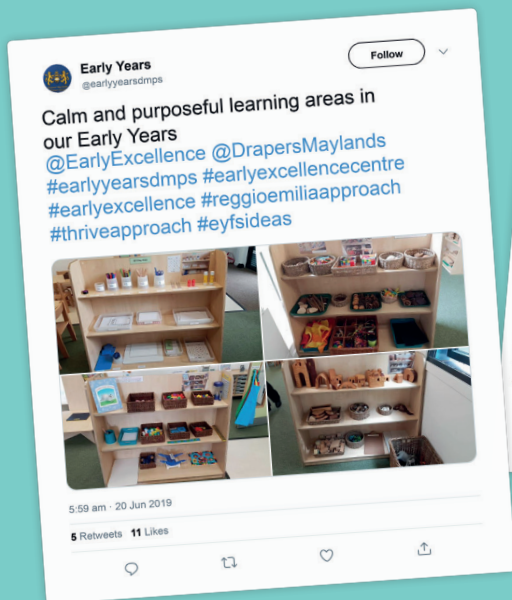 Early Years
@earlyyearsdmps
Follow
Calm and purposeful learning areas in
our Early Years
@EarlyExcellence @DrapersMaylands
#earlyyearsdmps #earlyexcellencecentre
#earlyexcellence #reggioemiliaapproach
#thriveapproach #eyfsideas
5:59 am · 20 Jun 2019
5 Retweets 11 Likes